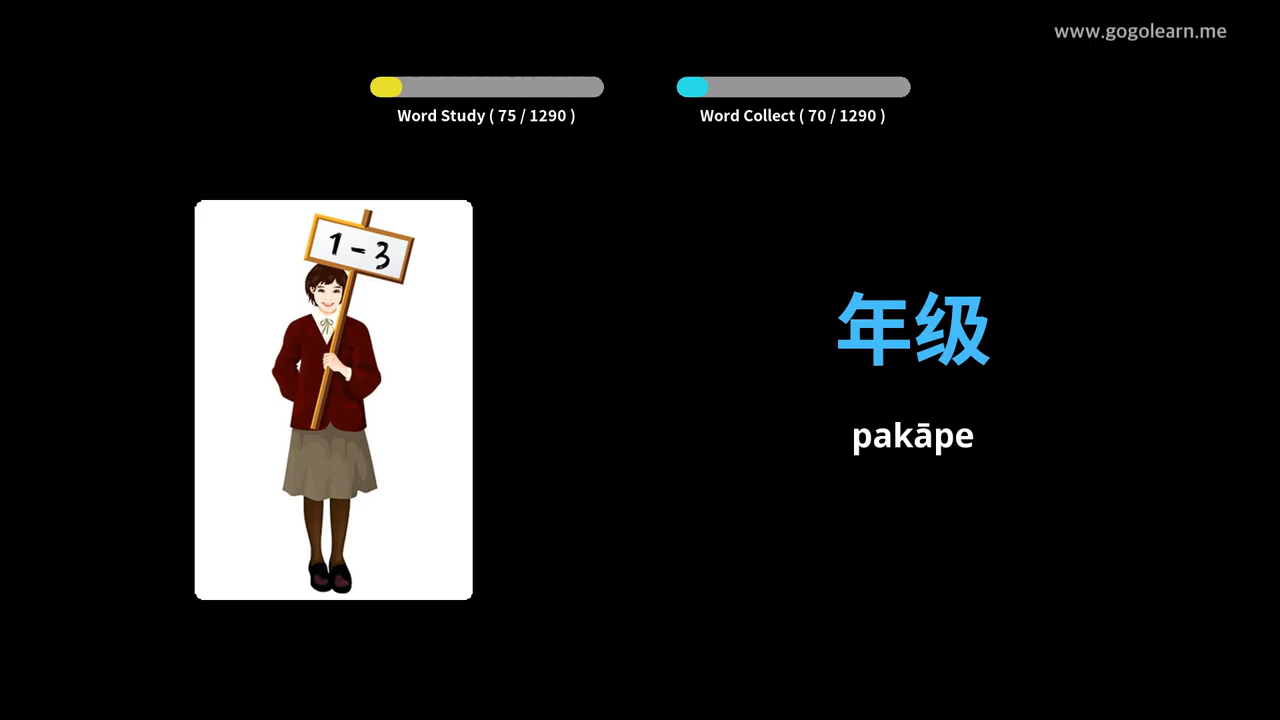 www.gogolearn.me
Word Study ( 75 / 1290 )
Word Collect ( 70 / 1290 )
1 - 3
年级
pakāpe